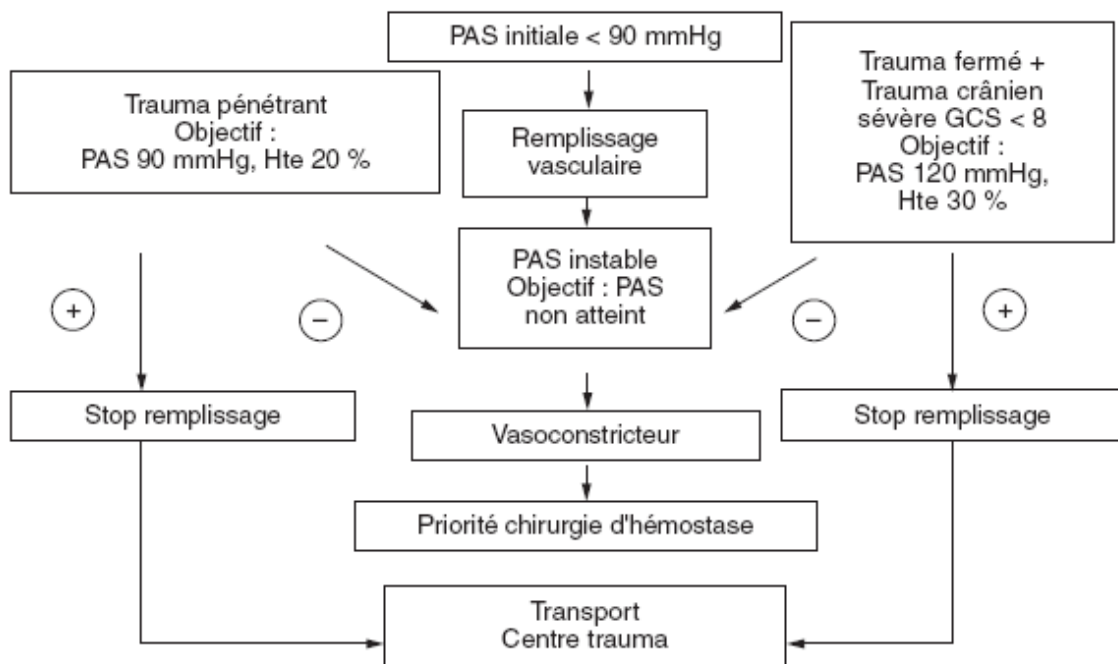 PAS initiale < 90 mmHg
Trauma pénétrant
Objectif :
PAS 90 mmHg, Hte 20 %
Remplissage
vasculaire
Trauma fermé +
Trauma crânien
sévère GCS < 8
Objectif :
PAS 120 mmHg,
Hte 30 %
PAS instable
Objectif : PAS
non atteint
+
−
−
+
Stop remplissage
Vasoconstricteur
Stop remplissage
Priorité chirurgie d'hémostase
Transport
Centre trauma